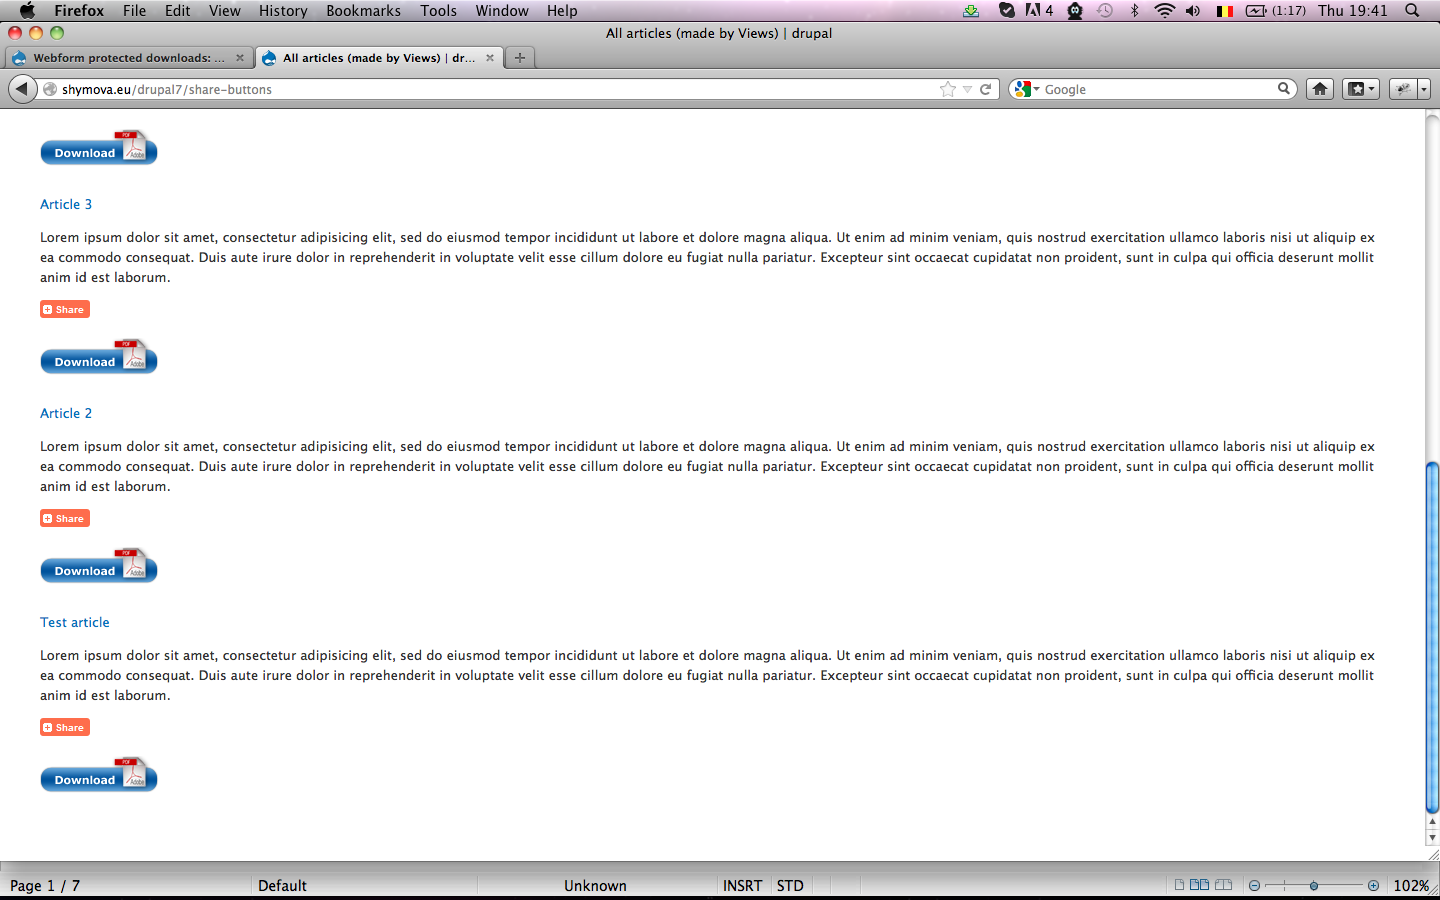 Firefox File Edit View History Bookmarks Tools Window Help 4 (1:17) Thu 19:41
All articles (made by Views) | drupal
Webform protected downloads: ... All articles (made by Views) | dr...
shymova.eu/drupal7/share-buttons Google
PDF
Download Adobe
Article 3
Lorem ipsum dolor sit amet, consectetur adipisicing elit, sed do eiusmod tempor incididunt ut labore et dolore magna aliqua. Ut enim ad minim veniam, quis nostrud exercitation ullamco laboris nisi ut aliquip ex
ea commodo consequat. Duis aute irure dolor in reprehenderit in voluptate velit esse cillum dolore eu fugiat nulla pariatur. Excepteur sint occaecat cupidatat non proident, sunt in culpa qui officia deserunt mollit
anim id est laborum.
Share
PDF
Download Adobe
Article 2
Lorem ipsum dolor sit amet, consectetur adipisicing elit, sed do eiusmod tempor incididunt ut labore et dolore magna aliqua. Ut enim ad minim veniam, quis nostrud exercitation ullamco laboris nisi ut aliquip ex
ea commodo consequat. Duis aute irure dolor in reprehenderit in voluptate velit esse cillum dolore eu fugiat nulla pariatur. Excepteur sint occaecat cupidatat non proident, sunt in culpa qui officia deserunt mollit
anim id est laborum.
Share
PDF
Download Adobe
Test article
Lorem ipsum dolor sit amet, consectetur adipisicing elit, sed do eiusmod tempor incididunt ut labore et dolore magna aliqua. Ut enim ad minim veniam, quis nostrud exercitation ullamco laboris nisi ut aliquip ex
ea commodo consequat. Duis aute irure dolor in reprehenderit in voluptate velit esse cillum dolore eu fugiat nulla pariatur. Excepteur sint occaecat cupidatat non proident, sunt in culpa qui officia deserunt mollit
anim id est laborum.
Share
PDF
Download Adobe
Page 1 / 7 Default Unknown INSRT STD 102%